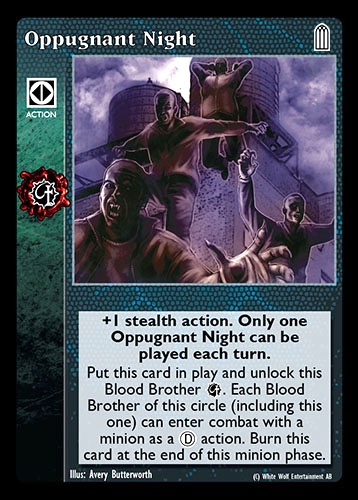 Oppugnant Night
ACTION
+1 stealth action. Only one
Oppugnant Night can be
played each turn.
Put this card in play and unlock this
Blood Brother . Each Blood
Brother of this circle (including this
one) can enter combat with a
minion as a Ⓓ action. Burn this
card at the end of this minion phase.
Illus: Avery Butterworth
(C) White Wolf Entertainment AB